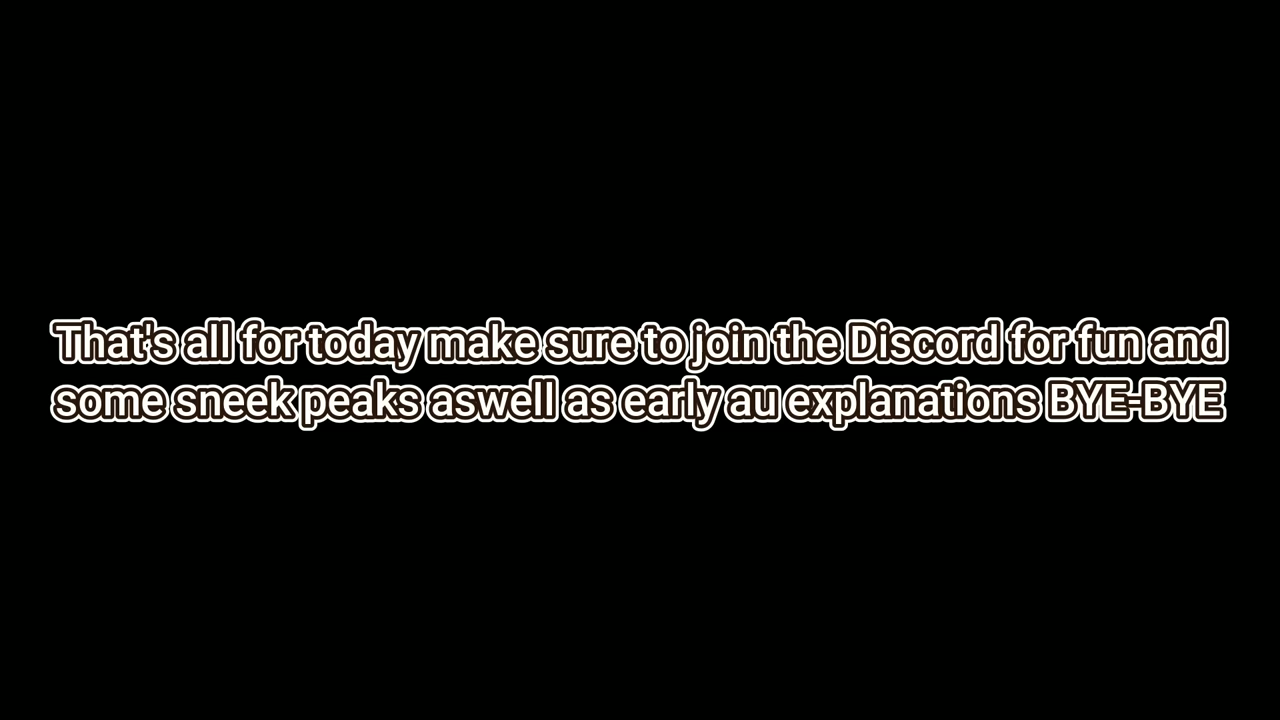 That's all for today make sure to join the Discord for fun and
some sneek peaks aswell as early au explanations BYE-BYE